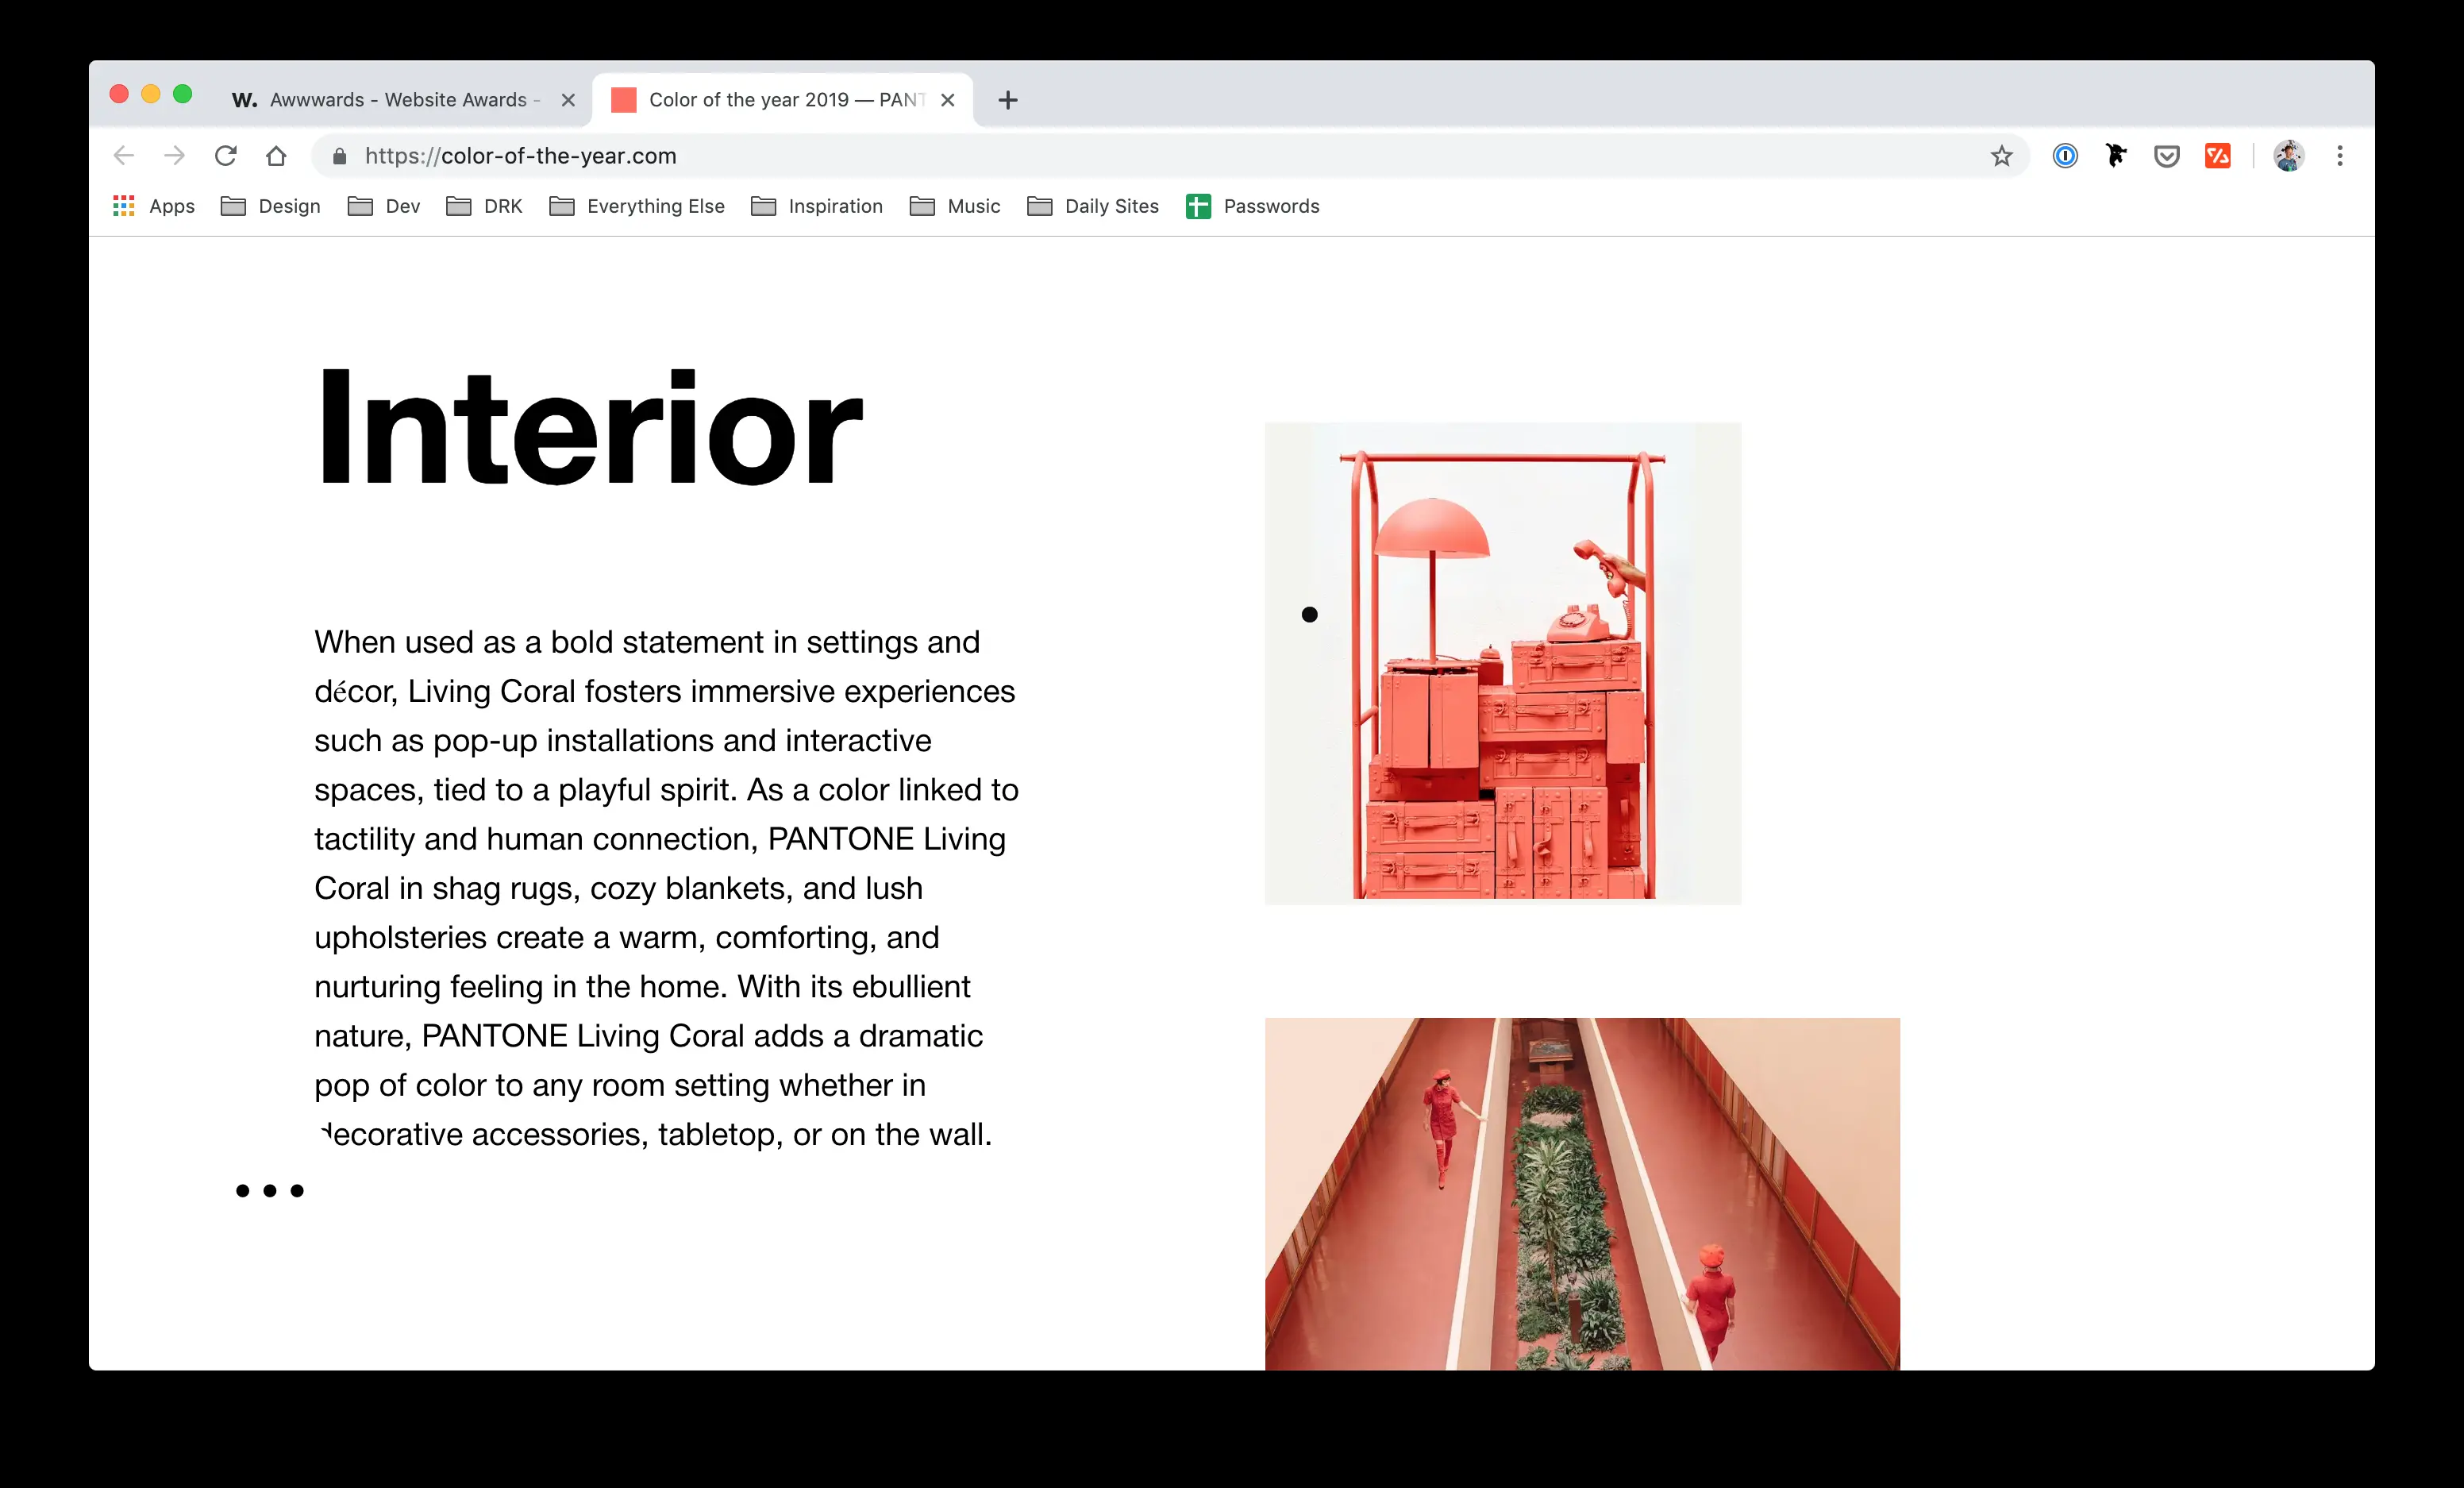 W. Awwwards - Website Awards -
Color of the year 2019 — PANT
https://color-of-the-year.com
Apps Design Dev DRK Everything Else Inspiration Music Daily Sites Passwords
Interior
When used as a bold statement in settings and
décor, Living Coral fosters immersive experiences
such as pop-up installations and interactive
spaces, tied to a playful spirit. As a color linked to
tactility and human connection, PANTONE Living
Coral in shag rugs, cozy blankets, and lush
upholsteries create a warm, comforting, and
nurturing feeling in the home. With its ebullient
nature, PANTONE Living Coral adds a dramatic
pop of color to any room setting whether in
decorative accessories, tabletop, or on the wall.